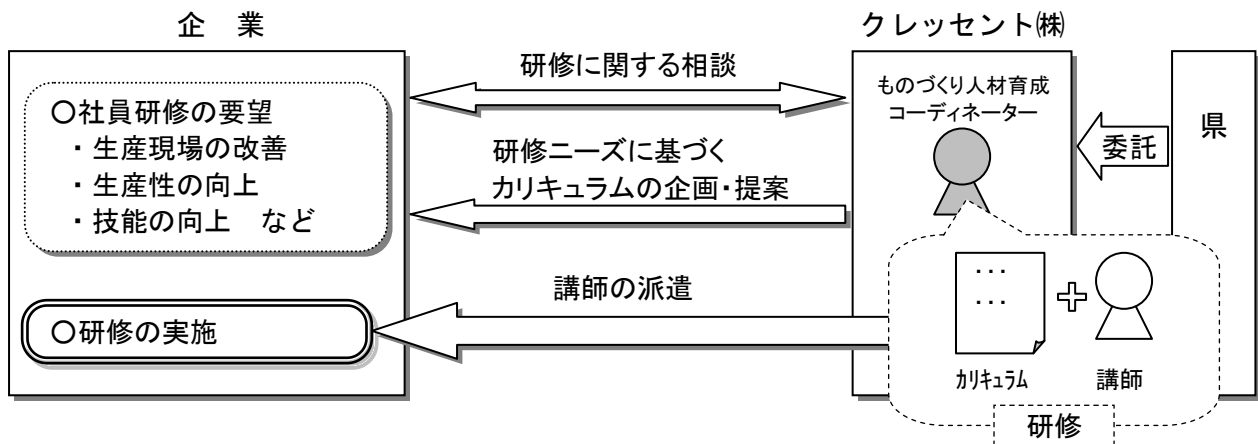 企　業
クレッセント㈱
〇社員研修の要望
・生産現場の改善
・生産性の向上
・技能の向上　など
〇研修の実施
研修に関する相談
研修ニーズに基づく
カリキュラムの企画・提案
講師の派遣
ものづくり人材育成
コーディネーター
委託
県
・・・
・・・
ｶﾘｷｭﾗﾑ
講師
研修